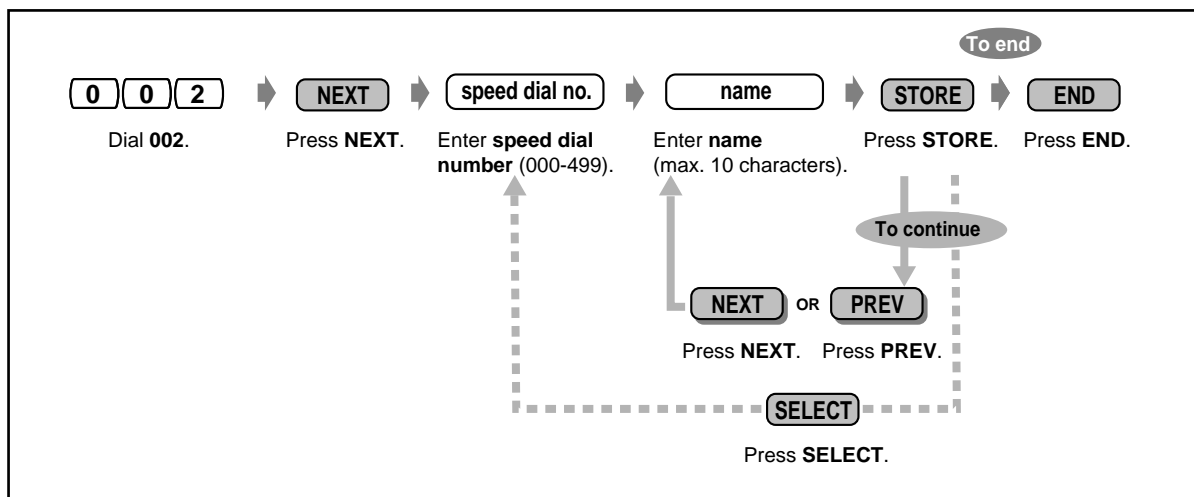 To end
0 0 2 NEXT speed dial no. name STORE END
Dial 002. Press NEXT. Enter speed dial Enter name Press STORE. Press END.
number (000-499). (max. 10 characters).
To continue
NEXT OR PREV
Press NEXT. Press PREV.
SELECT
Press SELECT.